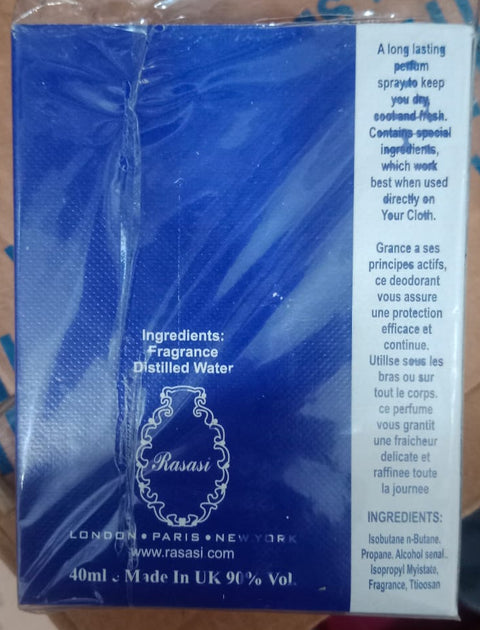 Ingredients:
Fragrance
Distilled Water
Rasasi
LONDON • PARIS • NEW YORK
www.rasasi.com
40ml e Made In UK 90% Vol.
A long lasting
perfum
spray to keep
you dry,
cool and fresh.
Contains special
ingredients,
which work
best when used
directly on
Your Cloth.
Grance a ses
principes actifs,
ce deodorant
vous assure
une protection
efficace et
continue.
Utilise sous les
bras ou sur
tout le corps.
ce perfume
vous grantit
une fraicheur
delicate et
raffinee toute
la journee
INGREDIENTS:
Isobutane n-Butane.
Propane. Alcohol senal..
Isopropyl Myistate,
Fragrance, Ttioosan